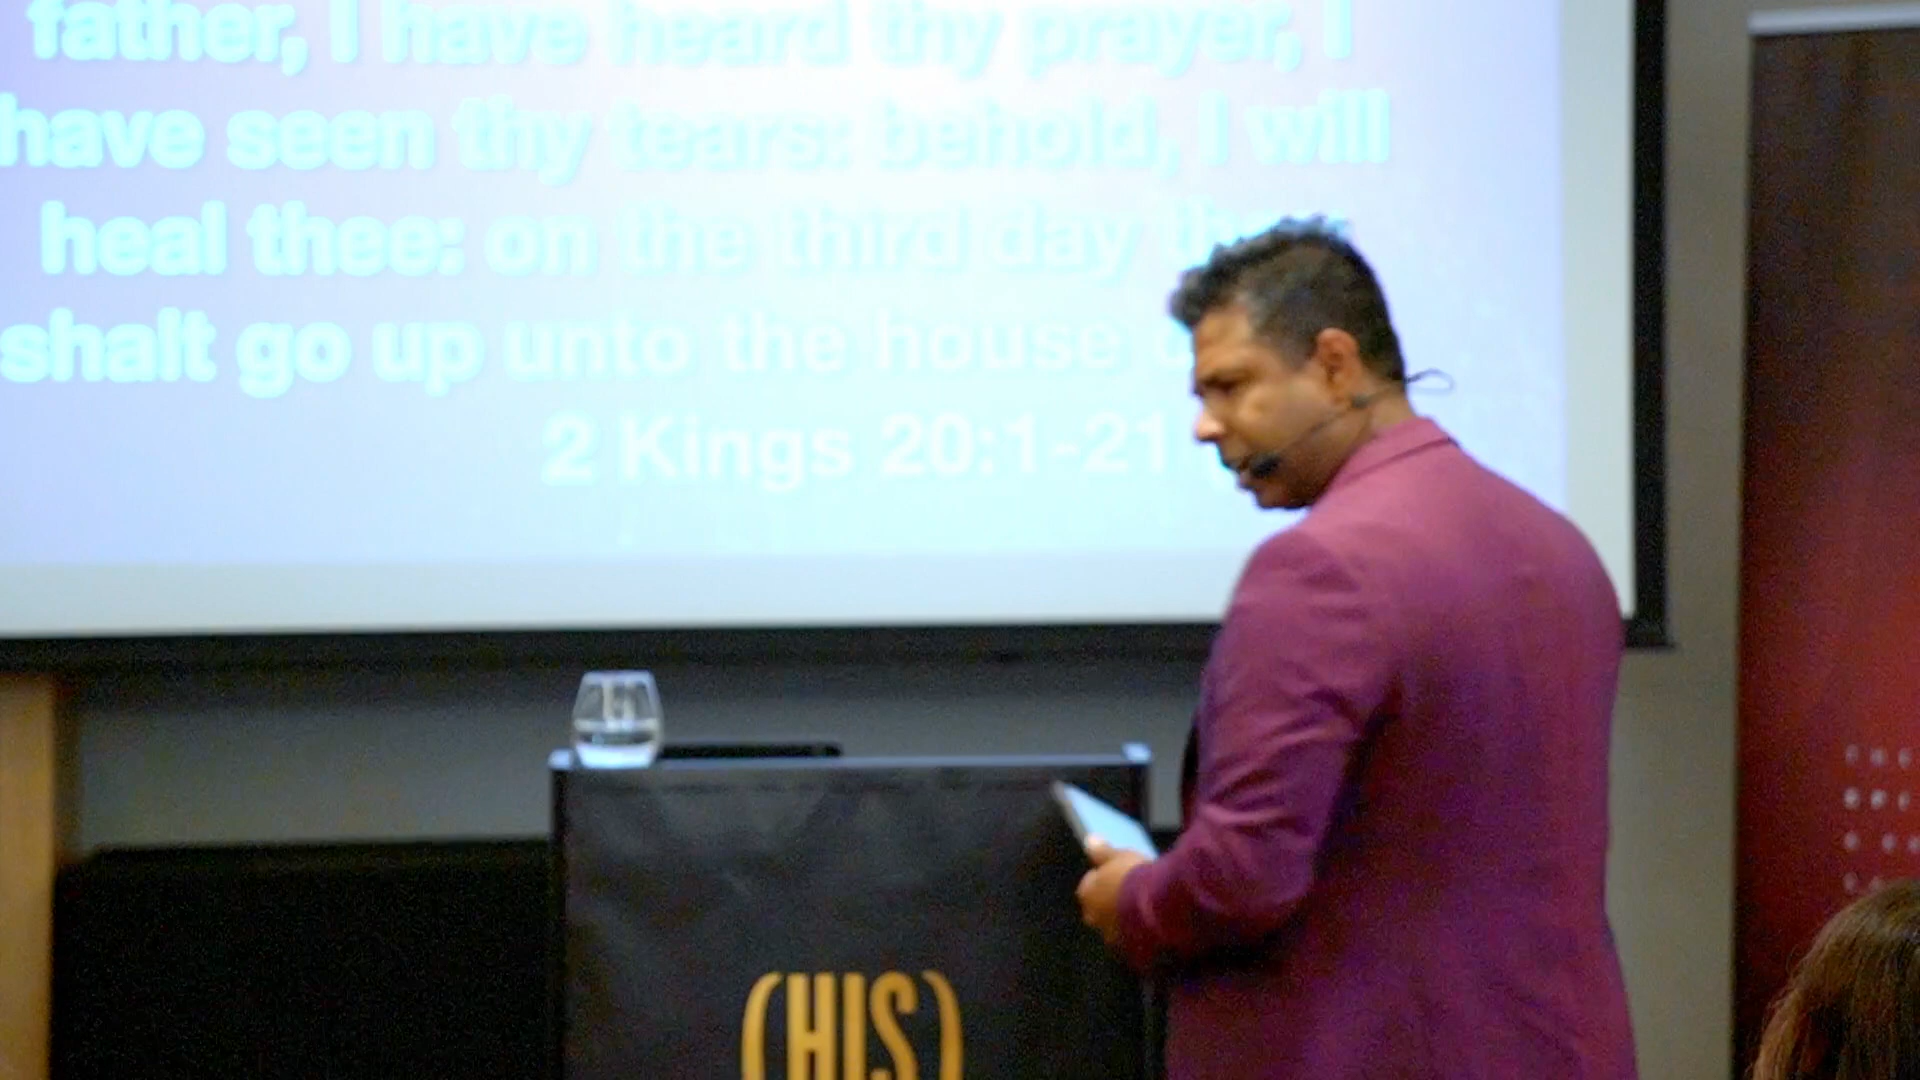 father, I have heard thy prayer, I
have seen thy tears: behold, I will
heal thee: on the third day
shalt go up unto the house
2 Kings 20:1-21
(HIS)